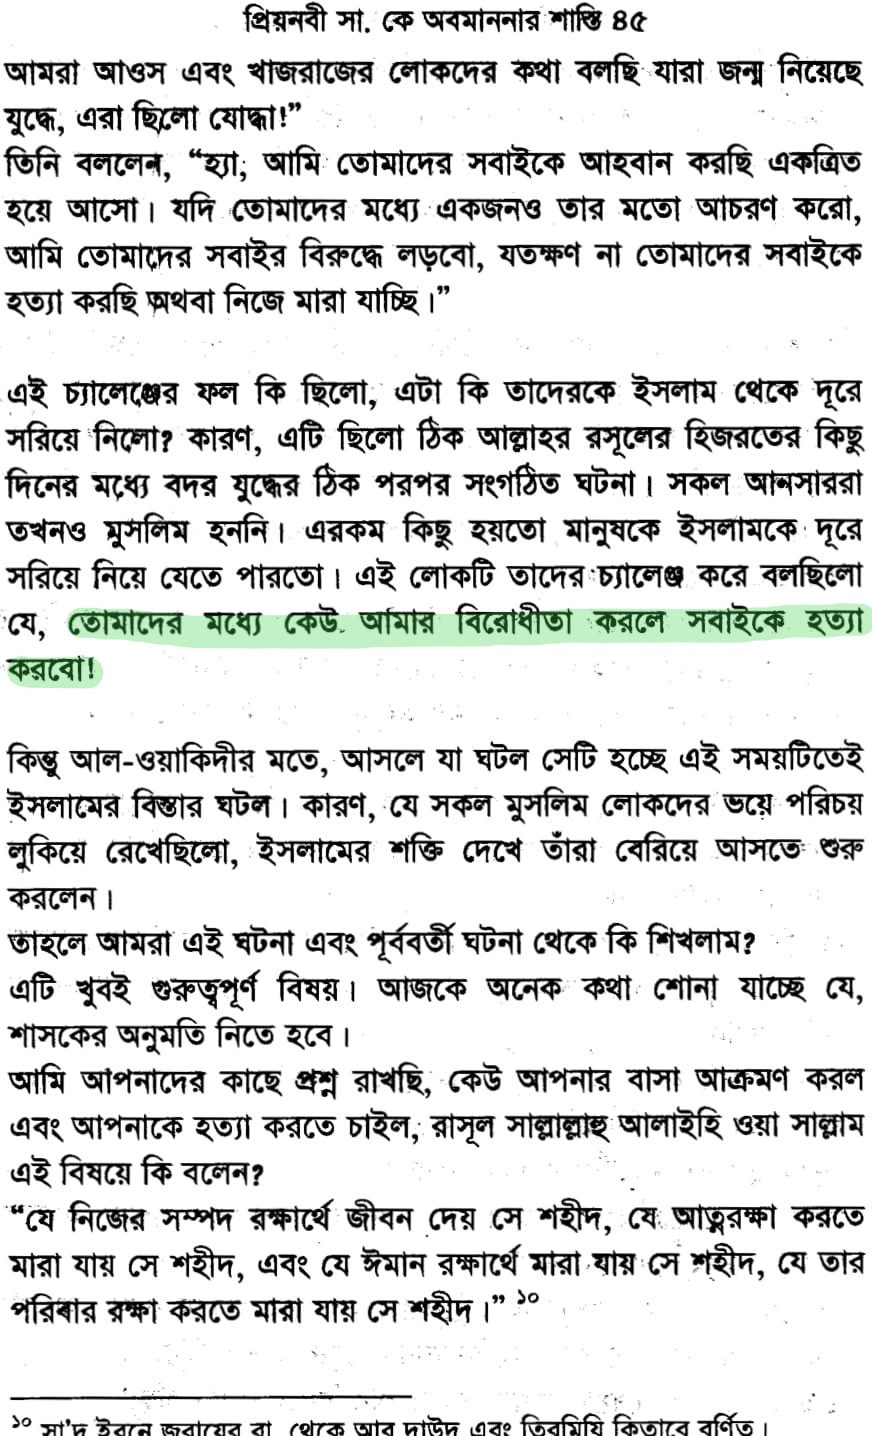 প্রিয়নবী সা. কে অবমাননার শাস্তি ৪৫
আমরা আওস এবং খাজরাজের লোকদের কথা বলছি যারা জন্ম নিয়েছে
যুদ্ধে, এরা ছিলো যোদ্ধা!”
তিনি বললেন, “হ্যা, আমি তোমাদের সবাইকে আহবান করছি একত্রিত
হয়ে আসো। যদি তোমাদের মধ্যে একজনও তার মতো আচরণ করো,
আমি তোমাদের সবাইর বিরুদ্ধে লড়বো, যতক্ষণ না তোমাদের সবাইকে
হত্যা করছি অথবা নিজে মারা যাচ্ছি।”
এই চ্যালেঞ্জের ফল কি ছিলো, এটা কি তাদেরকে ইসলাম থেকে দূরে
সরিয়ে নিলো? কারণ, এটি ছিলো ঠিক আল্লাহর রসূলের হিজরতের কিছু
দিনের মধ্যে বদর যুদ্ধের ঠিক পরপর সংগঠিত ঘটনা। সকল আনসাররা
তখনও মুসলিম হননি। এরকম কিছু হয়তো মানুষকে ইসলামকে দূরে
সরিয়ে নিয়ে যেতে পারতো। এই লোকটি তাদের চ্যালেঞ্জ করে বলছিলো
যে, তোমাদের মধ্যে কেউ আমার বিরোধীতা করলে সবাইকে হত্যা
করবো!
কিন্তু আল-ওয়াকিদীর মতে, আসলে যা ঘটল সেটি হচ্ছে এই সময়টিতেই
ইসলামের বিস্তার ঘটল। কারণ, যে সকল মুসলিম লোকদের ভয়ে পরিচয়
লুকিয়ে রেখেছিলো, ইসলামের শক্তি দেখে তাঁরা বেরিয়ে আসতে শুরু
করলেন।
তাহলে আমরা এই ঘটনা এবং পূর্ববর্তী ঘটনা থেকে কি শিখলাম?
এটি খুবই গুরুত্বপূর্ণ বিষয়। আজকে অনেক কথা শোনা যাচ্ছে যে,
শাসকের অনুমতি নিতে হবে।
আমি আপনাদের কাছে প্রশ্ন রাখছি, কেউ আপনার বাসা আক্রমণ করল
এবং আপনাকে হত্যা করতে চাইল, রাসূল সাল্লাল্লাহু আলাইহি ওয়া সাল্লাম
এই বিষয়ে কি বলেন?
“যে নিজের সম্পদ রক্ষার্থে জীবন দেয় সে শহীদ, যে আত্নরক্ষা করতে
মারা যায় সে শহীদ, এবং যে ঈমান রক্ষার্থে মারা যায় সে শহীদ, যে তার
পরিবার রক্ষা করতে মারা যায় সে শহীদ।” ১০
১০ সা'দ ইবনে জুবায়ের রা. থেকে আবু দাউদ এবং তিরমিযি কিতাবে বর্ণিত।